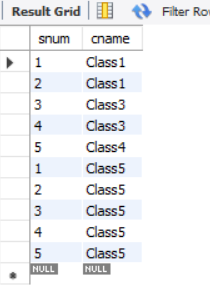 Result Grid Filter Row
snum cname
1 Class1
2 Class1
3 Class3
4 Class3
5 Class4
1 Class5
2 Class5
3 Class5
4 Class5
5 Class5
NULL NULL